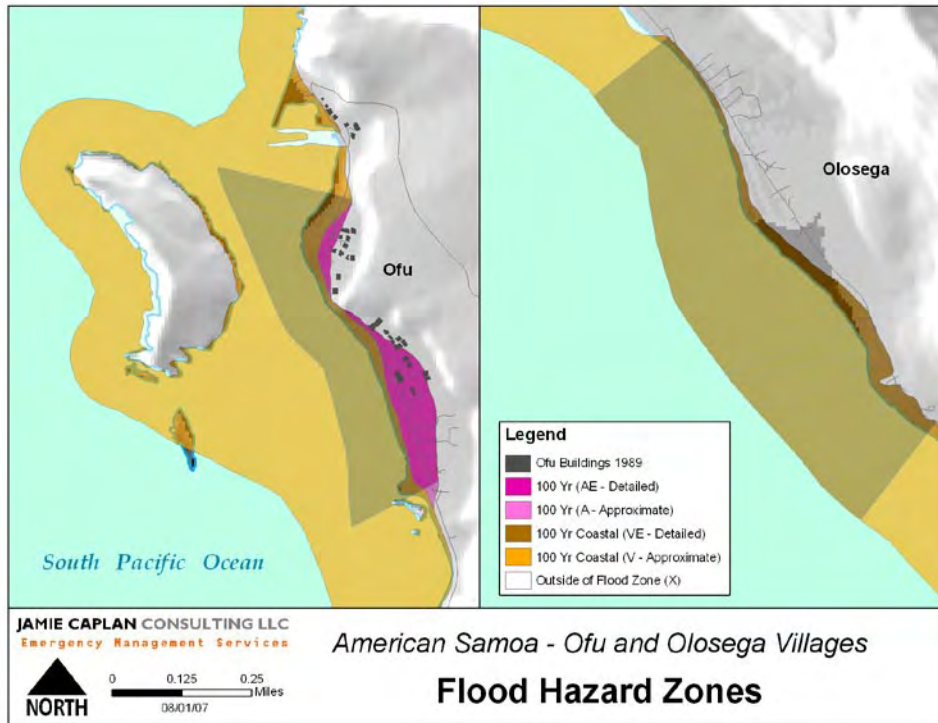 Ofu
South Pacific Ocean
Olosega
Legend
Ofu Buildings 1989
100 Yr (AE - Detailed)
100 Yr (A - Approximate)
100 Yr Coastal (VE - Detailed)
100 Yr Coastal (V - Approximate)
Outside of Flood Zone (X)
JAMIE CAPLAN CONSULTING LLC
Emergency Management Services
NORTH
0 0.125 0.25
Miles
08/01/07
American Samoa - Ofu and Olosega Villages
Flood Hazard Zones